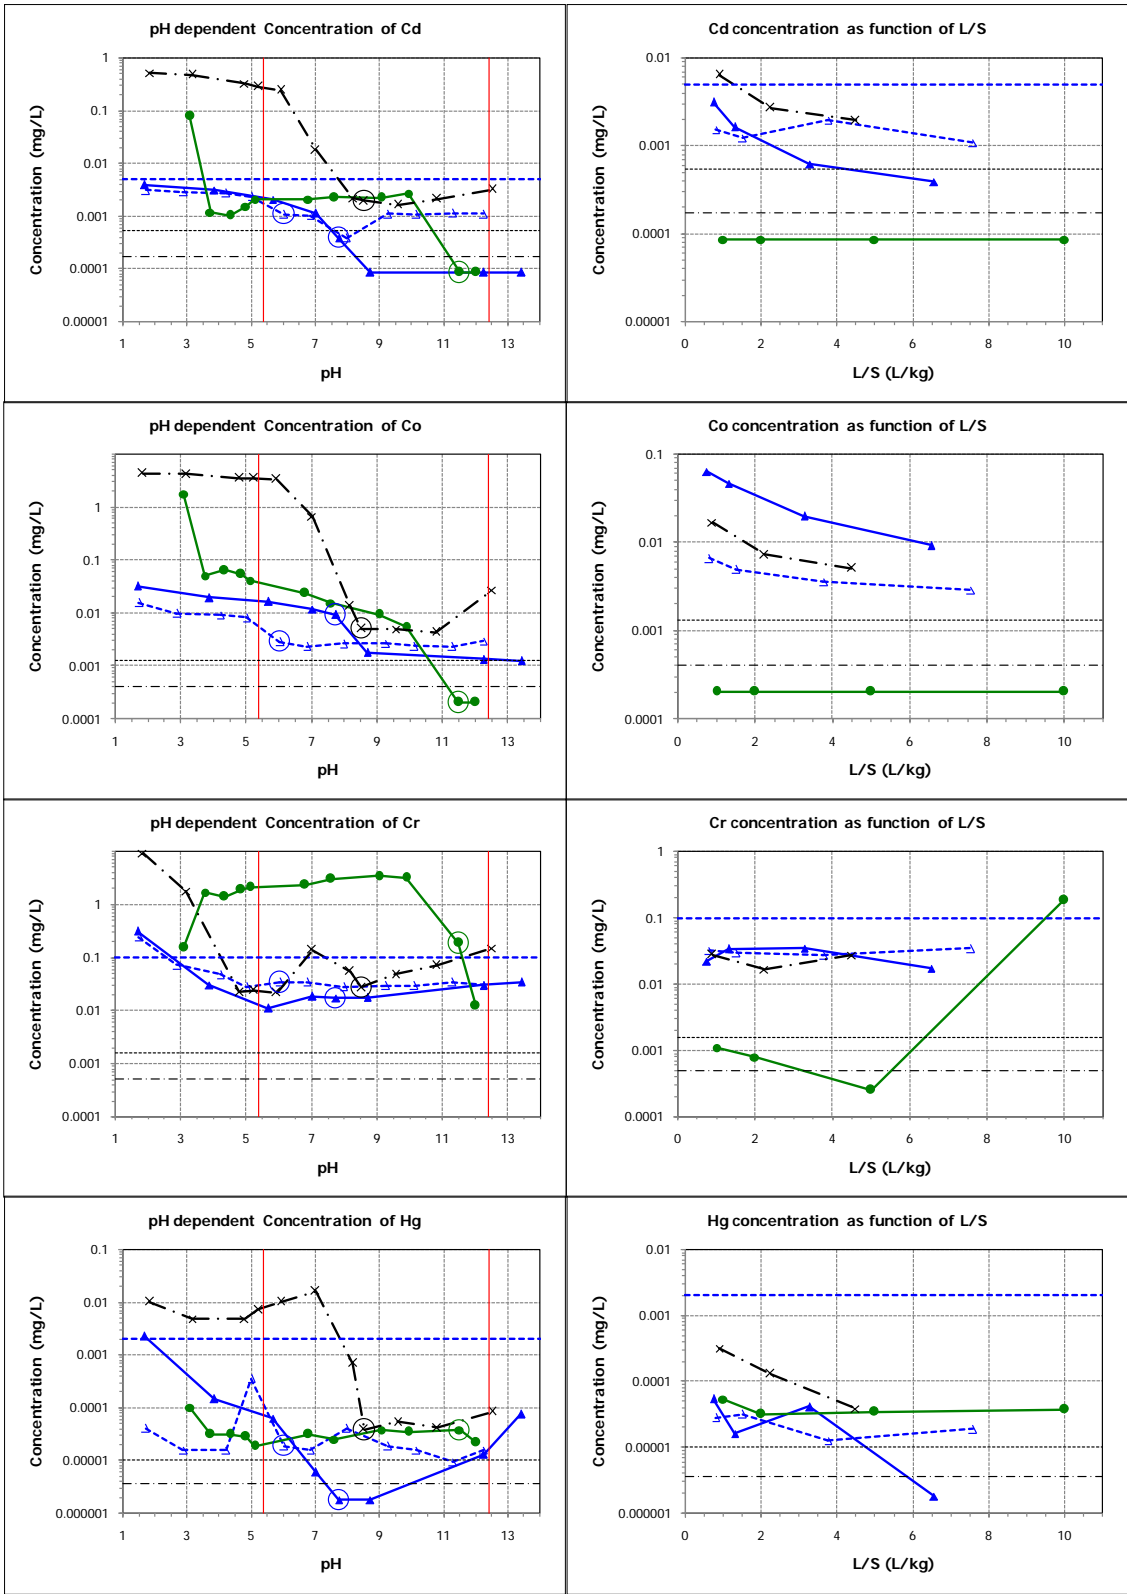 pH dependent Concentration of Cd
1
0.1
0.01
0.001
0.0001
0.00001
Concentration (mg/L)
1 3 5 7 9 11 13
pH
Cd concentration as function of L/S
0.01
0.001
0.0001
0.00001
Concentration (mg/L)
0 2 4 6 8 10
L/S (L/kg)
pH dependent Concentration of Co
1
0.1
0.01
0.001
0.0001
Concentration (mg/L)
1 3 5 7 9 11 13
pH
Co concentration as function of L/S
0.1
0.01
0.001
0.0001
Concentration (mg/L)
0 2 4 6 8 10
L/S (L/kg)
pH dependent Concentration of Cr
1
0.1
0.01
0.001
0.0001
Concentration (mg/L)
1 3 5 7 9 11 13
pH
Cr concentration as function of L/S
1
0.1
0.01
0.001
0.0001
Concentration (mg/L)
0 2 4 6 8 10
L/S (L/kg)
pH dependent Concentration of Hg
0.1
0.01
0.001
0.0001
0.00001
0.000001
Concentration (mg/L)
1 3 5 7 9 11 13
pH
Hg concentration as function of L/S
0.01
0.001
0.0001
0.00001
0.000001
Concentration (mg/L)
0 2 4 6 8 10
L/S (L/kg)